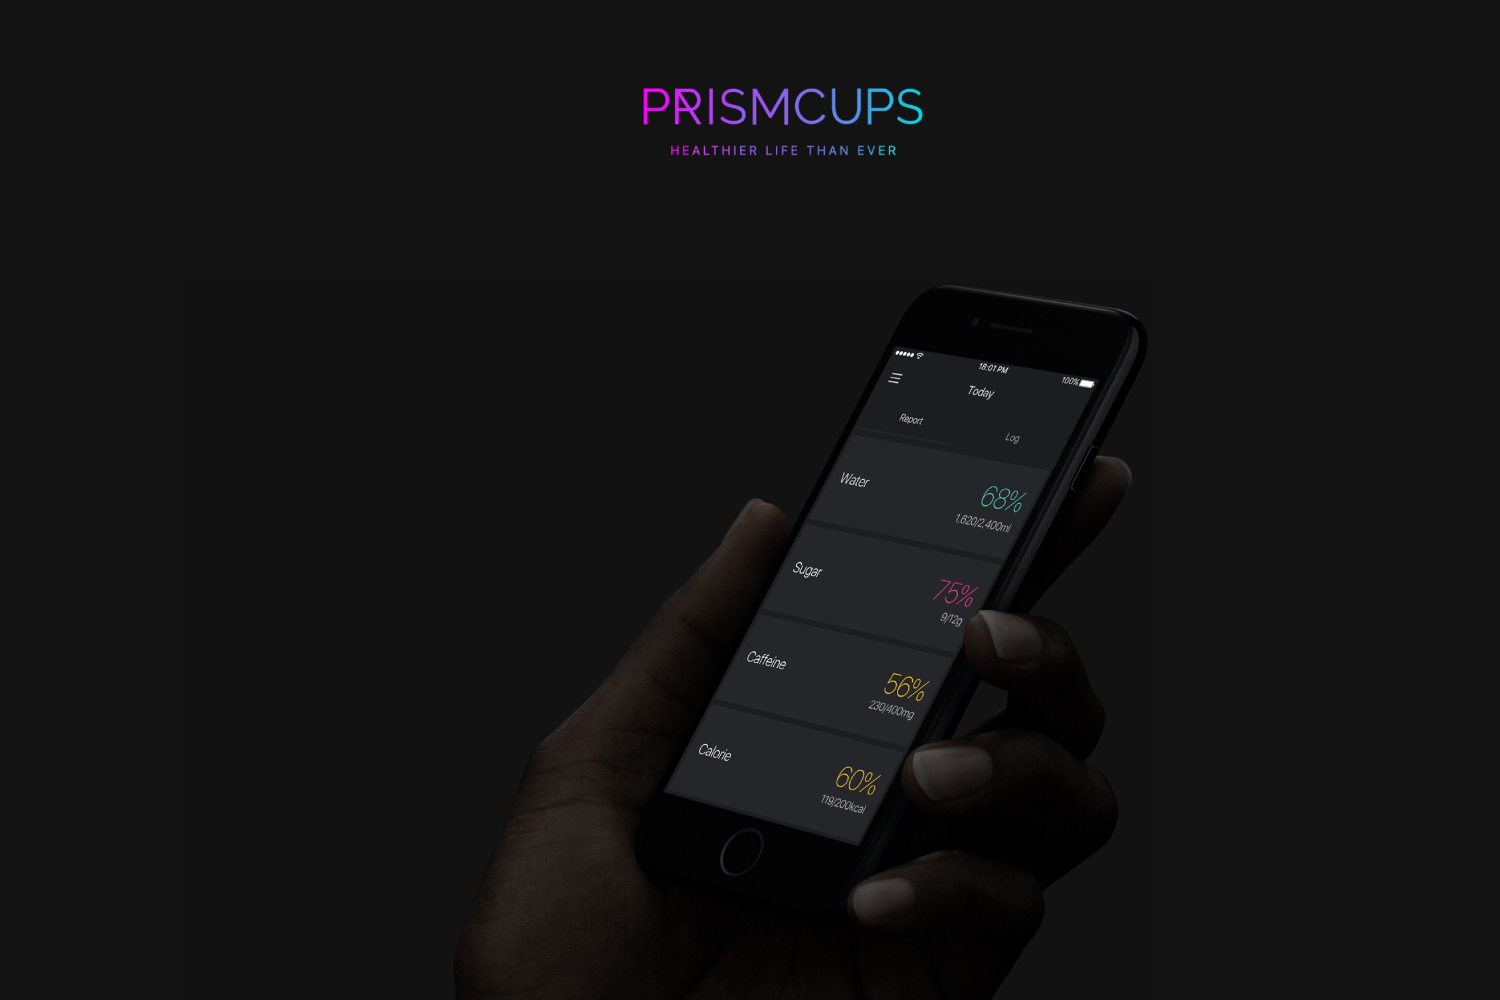 PRISMCUPS
HEALTHIER LIFE THAN EVER
18:01 PM
100%
Today
Report
Log
Water
68%
1,620/2,400ml
Sugar
75%
9/12g
Caffeine
56%
230/400mg
Calorie
60%
119/200kcal